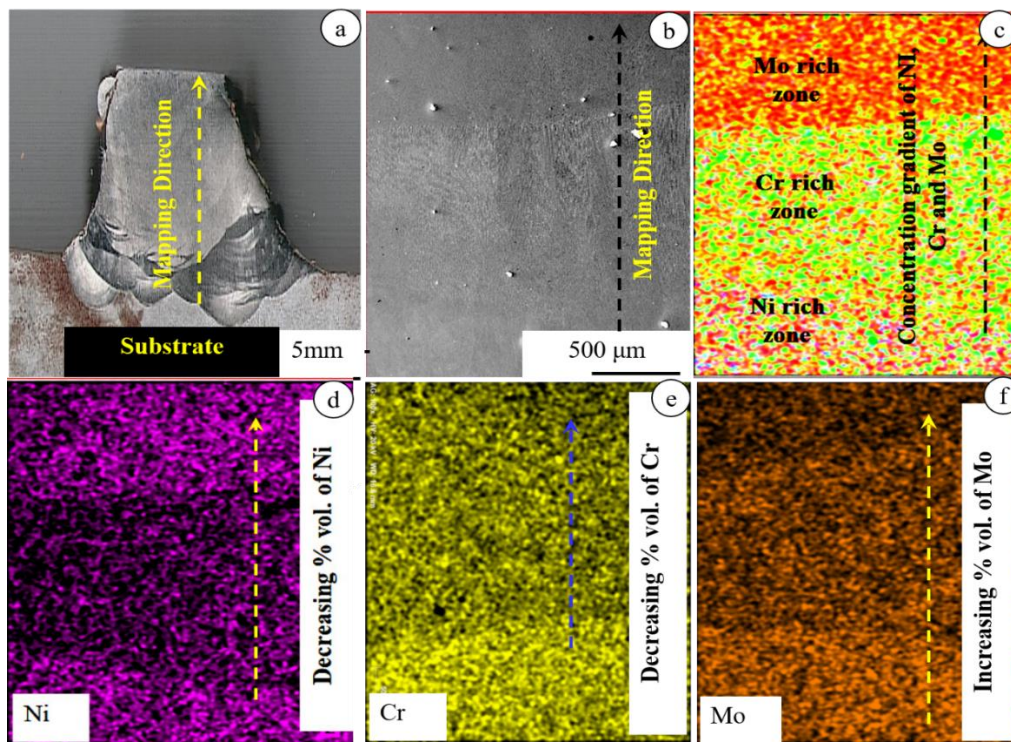 a
Mapping Direction
Substrate
5mm
b
Mapping Direction
500 μm
c
Mo rich
zone
Cr rich
zone
Ni rich
zone
Concentration gradient of NI,
Cr and Mo
d
Decreasing % vol. of Ni
Ni
e
Decreasing % vol. of Cr
Cr
f
Increasing % vol. of Mo
Mo